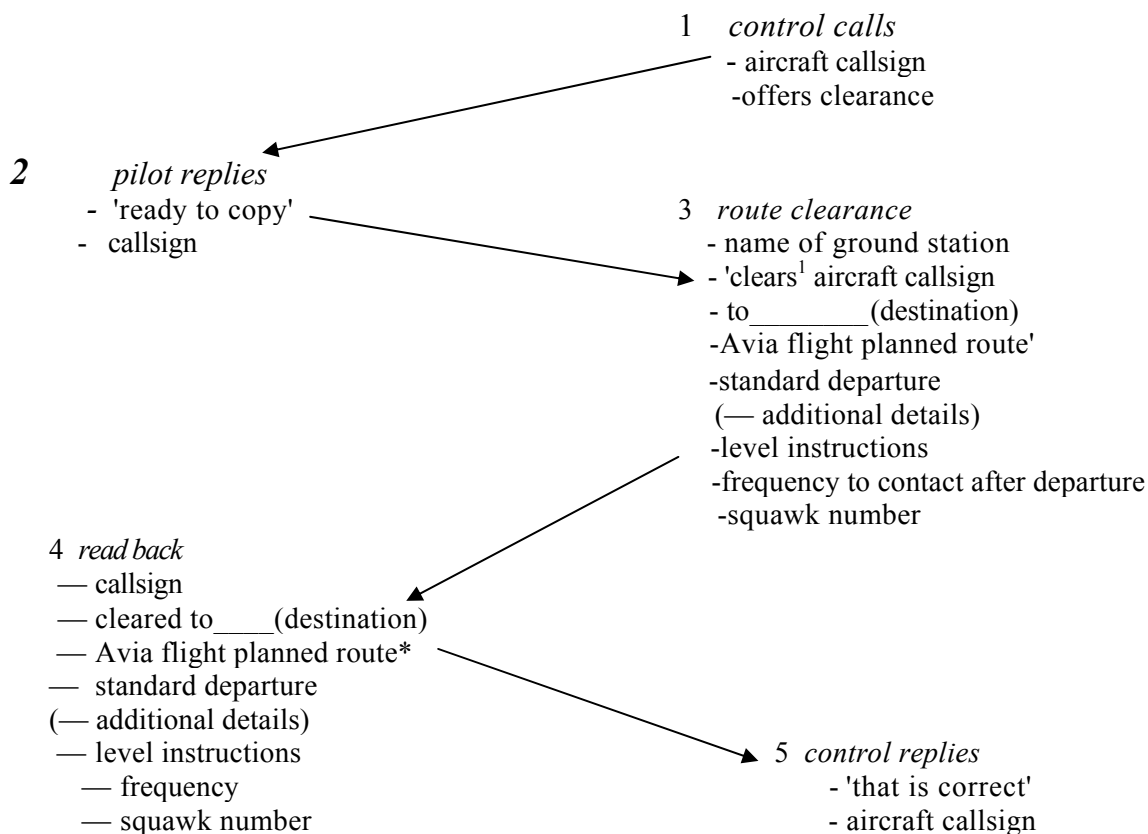 1 control calls
- aircraft callsign
-offers clearance
2 pilot replies
- 'ready to copy'
- callsign
3 route clearance
- name of ground station
- 'clears¹ aircraft callsign
- to________(destination)
-Avia flight planned route'
-standard departure
(— additional details)
-level instructions
-frequency to contact after departure
-squawk number
4 read back
— callsign
— cleared to____(destination)
— Avia flight planned route*
— standard departure
(— additional details)
— level instructions
— frequency
— squawk number
5 control replies
- 'that is correct'
- aircraft callsign